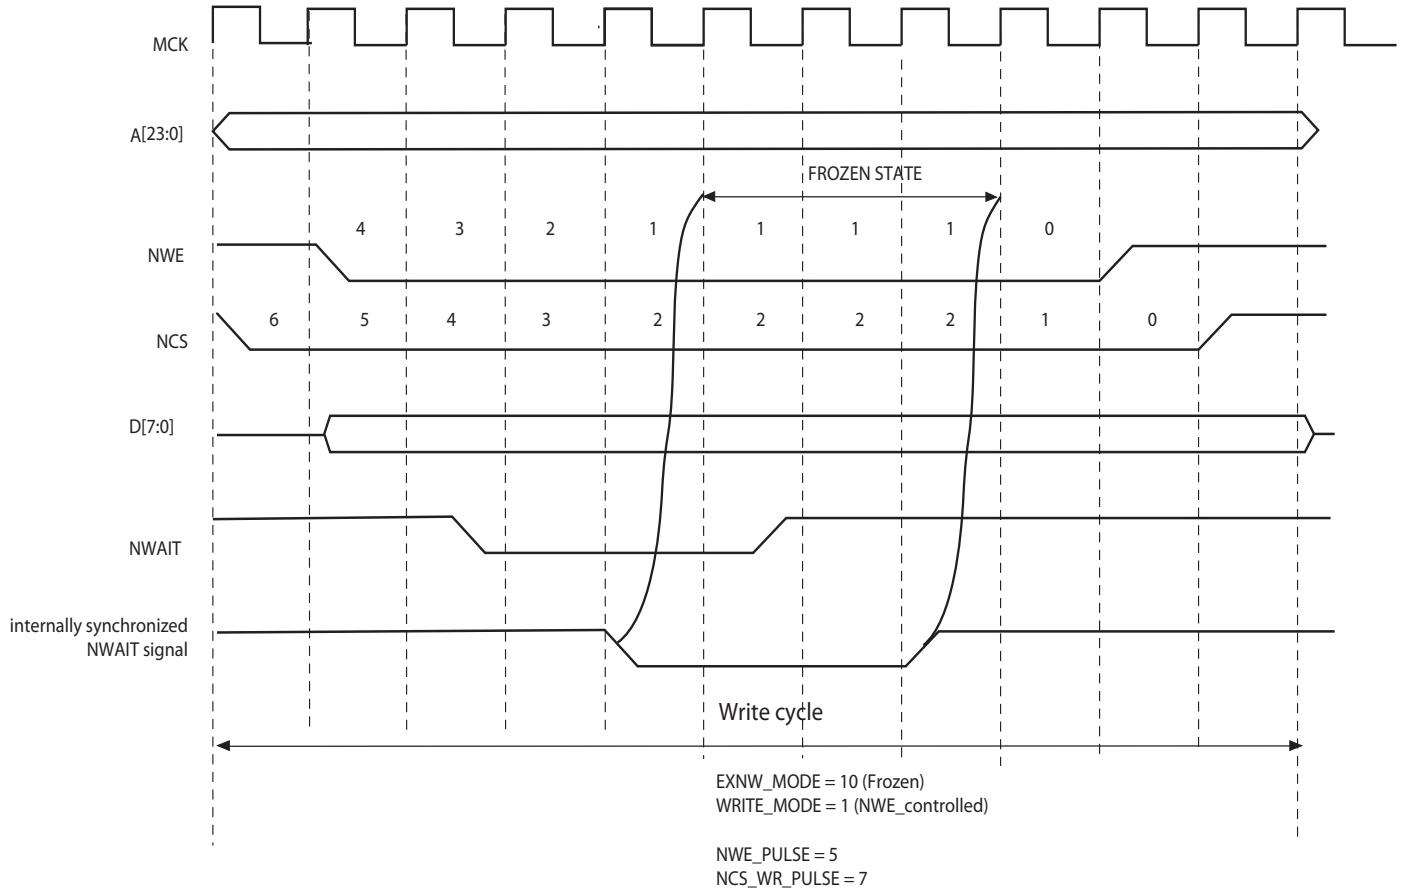 MCK
A[23:0]
FROZEN STATE
4 3 2 1 1 1 1 0
NWE
6 5 4 3 2 2 2 2 1 0
NCS
D[7:0]
NWAIT
internally synchronized
NWAIT signal
Write cycle
EXNW_MODE = 10 (Frozen)
WRITE_MODE = 1 (NWE_controlled)
NWE_PULSE = 5
NCS_WR_PULSE = 7